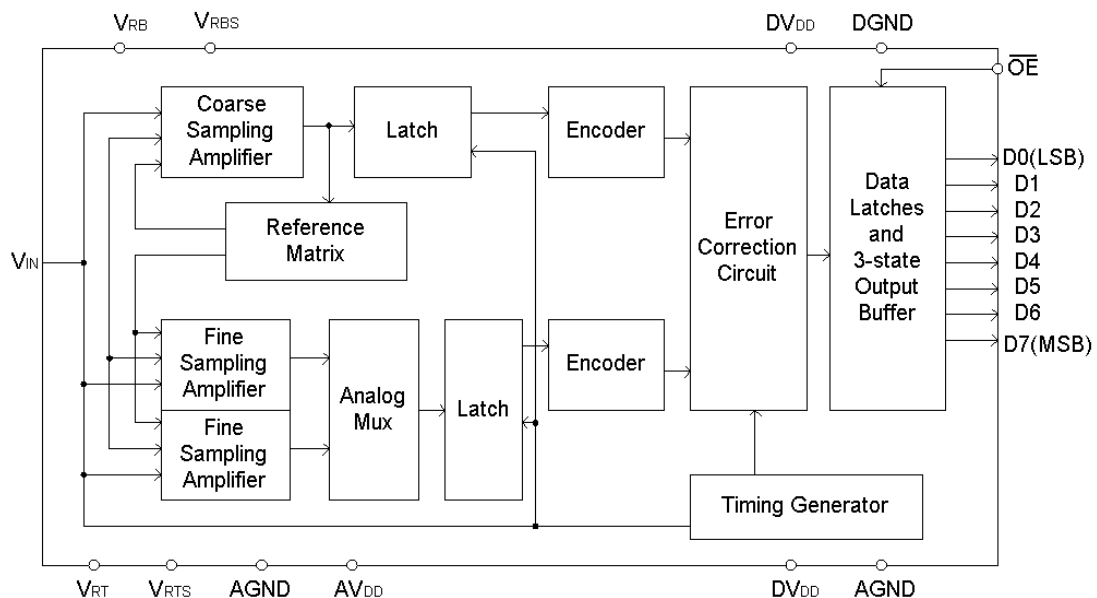 VRB
VRBS
DVDD
DGND
OE
Coarse
Sampling
Amplifier
Latch
Encoder
Error
Correction
Circuit
Data
Latches
and
3-state
Output
Buffer
D0(LSB)
D1
D2
D3
D4
D5
D6
D7(MSB)
Reference
Matrix
VIN
Fine
Sampling
Amplifier
Fine
Sampling
Amplifier
Analog
Mux
Latch
Encoder
Timing Generator
VRT
VRTS
AGND
AVDD
DVDD
AGND